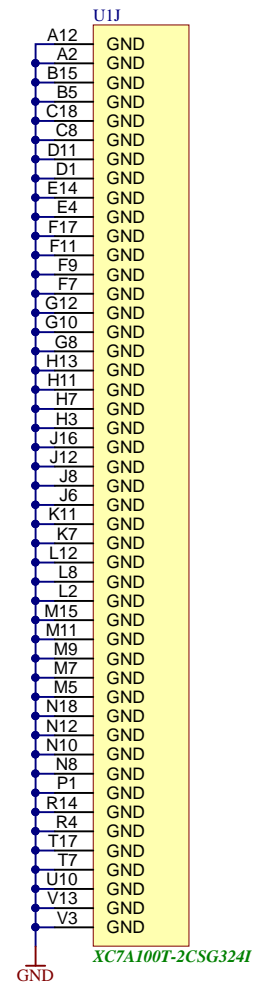 U1J
A12 GND
A2 GND
B15 GND
B5 GND
C18 GND
C8 GND
D11 GND
D1 GND
E14 GND
E4 GND
F17 GND
F11 GND
F9 GND
F7 GND
G12 GND
G10 GND
G8 GND
H13 GND
H11 GND
H7 GND
H3 GND
J16 GND
J12 GND
J8 GND
J6 GND
K11 GND
K7 GND
L12 GND
L8 GND
L2 GND
M15 GND
M11 GND
M9 GND
M7 GND
M5 GND
N18 GND
N12 GND
N10 GND
N8 GND
P1 GND
R14 GND
R4 GND
T17 GND
T7 GND
U10 GND
V13 GND
V3 GND
XC7A100T-2CSG324I
GND